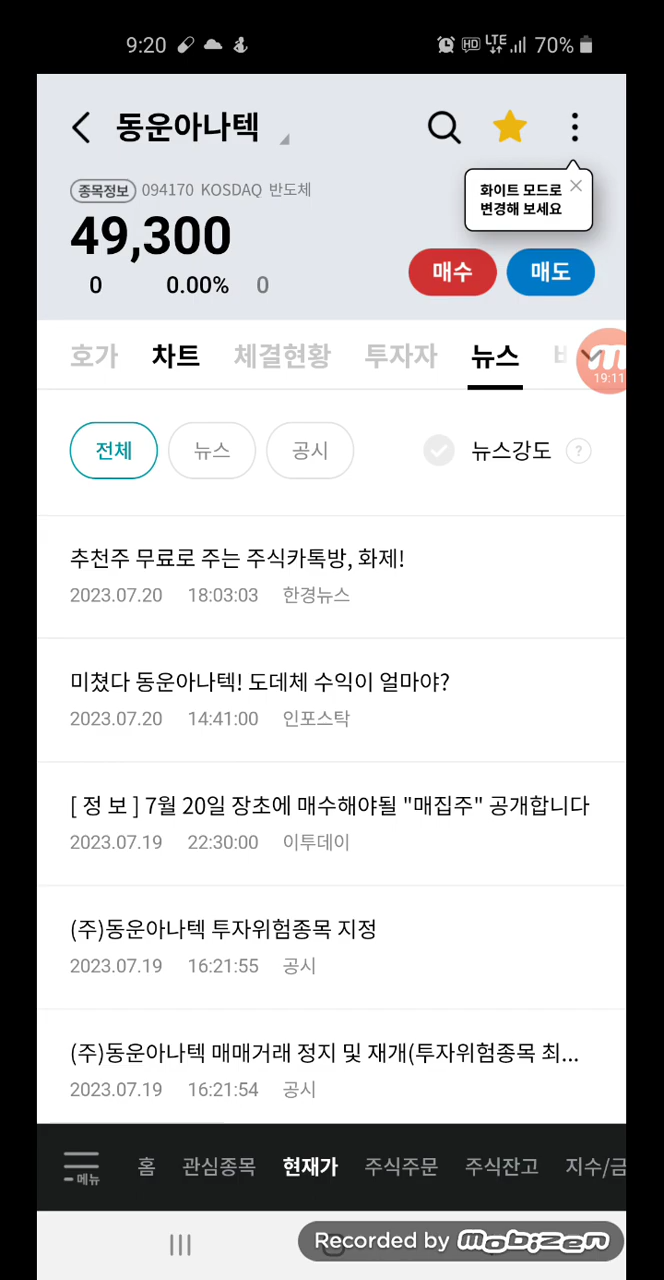 9:20 HD LTE 70%
동운아나텍
종목정보 094170 KOSDAQ 반도체
화이트 모드로
변경해 보세요
49,300
0 0.00% 0
매수 매도
호가 차트 체결현황 투자자 뉴스
19:11
전체 뉴스 공시 뉴스강도 ?
추천주 무료로 주는 주식카톡방, 화제!
2023.07.20 18:03:03 한경뉴스
미쳤다 동운아나텍! 도데체 수익이 얼마야?
2023.07.20 14:41:00 인포스탁
[ 정 보 ] 7월 20일 장초에 매수해야될 "매집주" 공개합니다
2023.07.19 22:30:00 이투데이
(주)동운아나텍 투자위험종목 지정
2023.07.19 16:21:55 공시
(주)동운아나텍 매매거래 정지 및 재개(투자위험종목 최...
2023.07.19 16:21:54 공시
메뉴 홈 관심종목 현재가 주식주문 주식잔고 지수/금
Recorded by mobizen